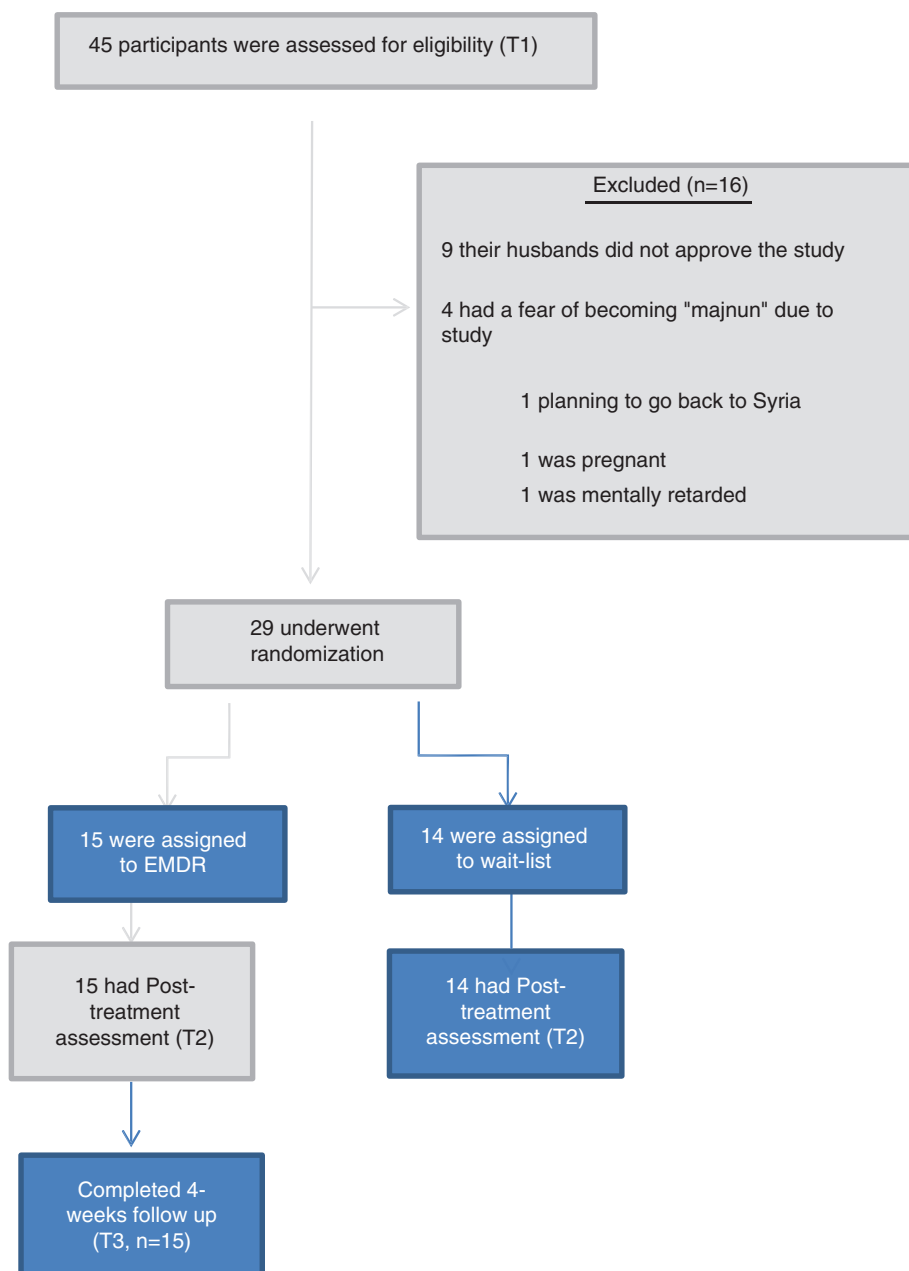 45 participants were assessed for eligibility (T1)
Excluded (n=16)
9 their husbands did not approve the study
4 had a fear of becoming "majnun" due to
study
1 planning to go back to Syria
1 was pregnant
1 was mentally retarded
29 underwent
randomization
15 were assigned
to EMDR
14 were assigned
to wait-list
15 had Post-
treatment
assessment (T2)
14 had Post-
treatment
assessment (T2)
Completed 4-
weeks follow up
(T3, n=15)